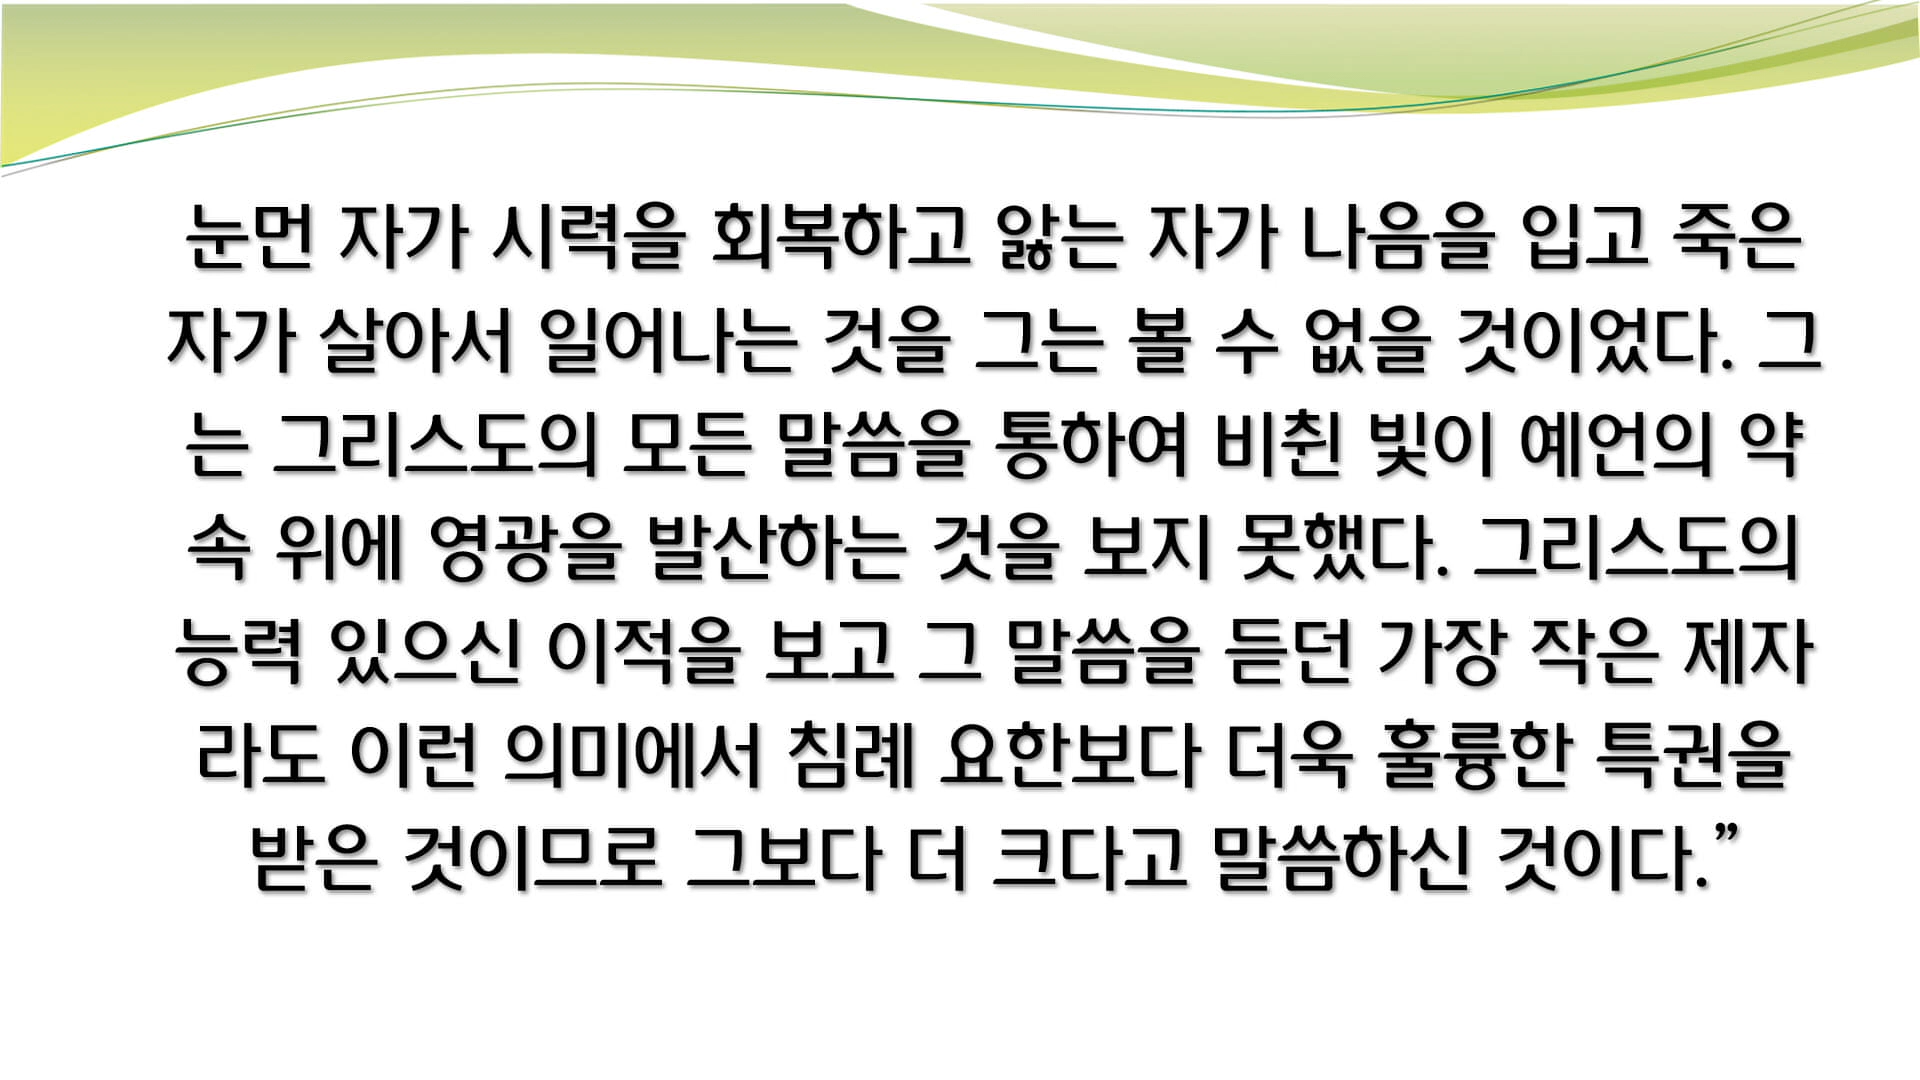 눈먼 자가 시력을 회복하고 앓는 자가 나음을 입고 죽은
자가 살아서 일어나는 것을 그는 볼 수 없을 것이었다. 그
는 그리스도의 모든 말씀을 통하여 비췬 빛이 예언의 약
속 위에 영광을 발산하는 것을 보지 못했다. 그리스도의
능력 있으신 이적을 보고 그 말씀을 듣던 가장 작은 제자
라도 이런 의미에서 침례 요한보다 더욱 훌륭한 특권을
받은 것이므로 그보다 더 크다고 말씀하신 것이다.”